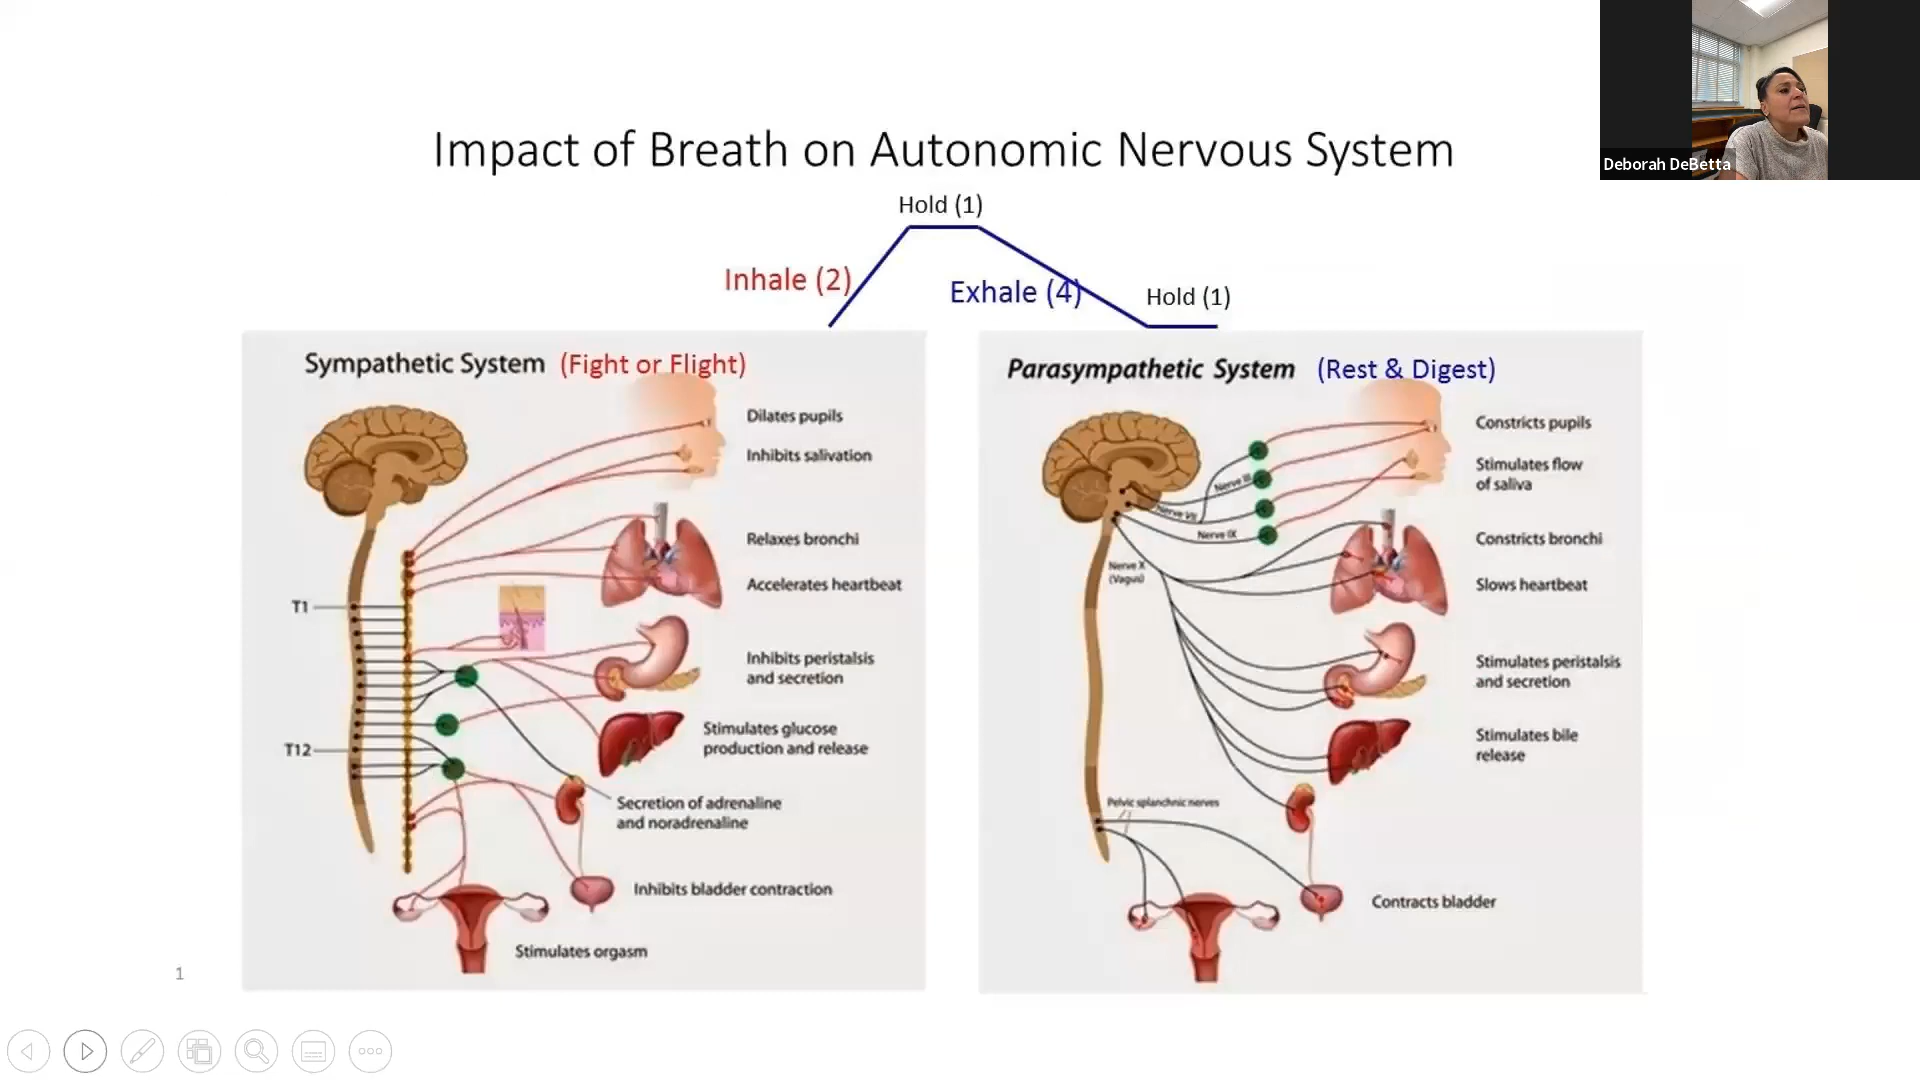 Deborah DeBetta
Impact of Breath on Autonomic Nervous System
Hold (1)
Inhale (2)
Exhale (4)
Hold (1)
Sympathetic System (Fight or Flight)
Dilates pupils
Inhibits salivation
Relaxes bronchi
Accelerates heartbeat
T1
Inhibits peristalsis
and secretion
Stimulates glucose
production and release
T12
Secretion of adrenaline
and noradrenaline
Inhibits bladder contraction
Stimulates orgasm
Parasympathetic System (Rest & Digest)
Constricts pupils
Stimulates flow
of saliva
Nerve III
Nerve VII
Nerve IX
Constricts bronchi
Nerve X
(Vagus)
Slows heartbeat
Stimulates peristalsis
and secretion
Stimulates bile
release
Pelvic splanchnic nerves
Contracts bladder
1